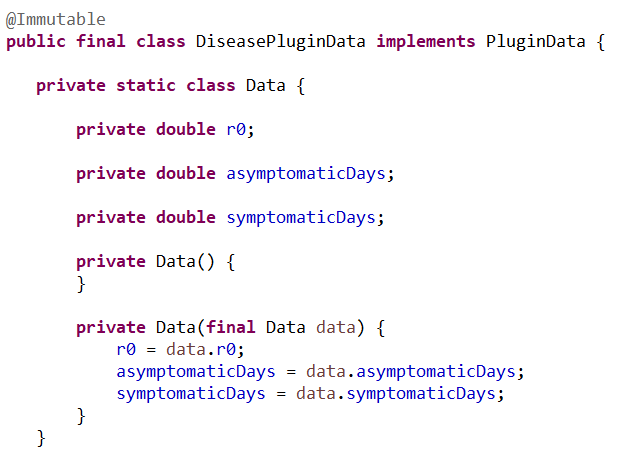 @Immutable
public final class DiseasePluginData implements PluginData {
private static class Data {
private double r0;
private double asymptomaticDays;
private double symptomaticDays;
private Data() {
}
private Data(final Data data) {
r0 = data.r0;
asymptomaticDays = data.asymptomaticDays;
symptomaticDays = data.symptomaticDays;
}
}